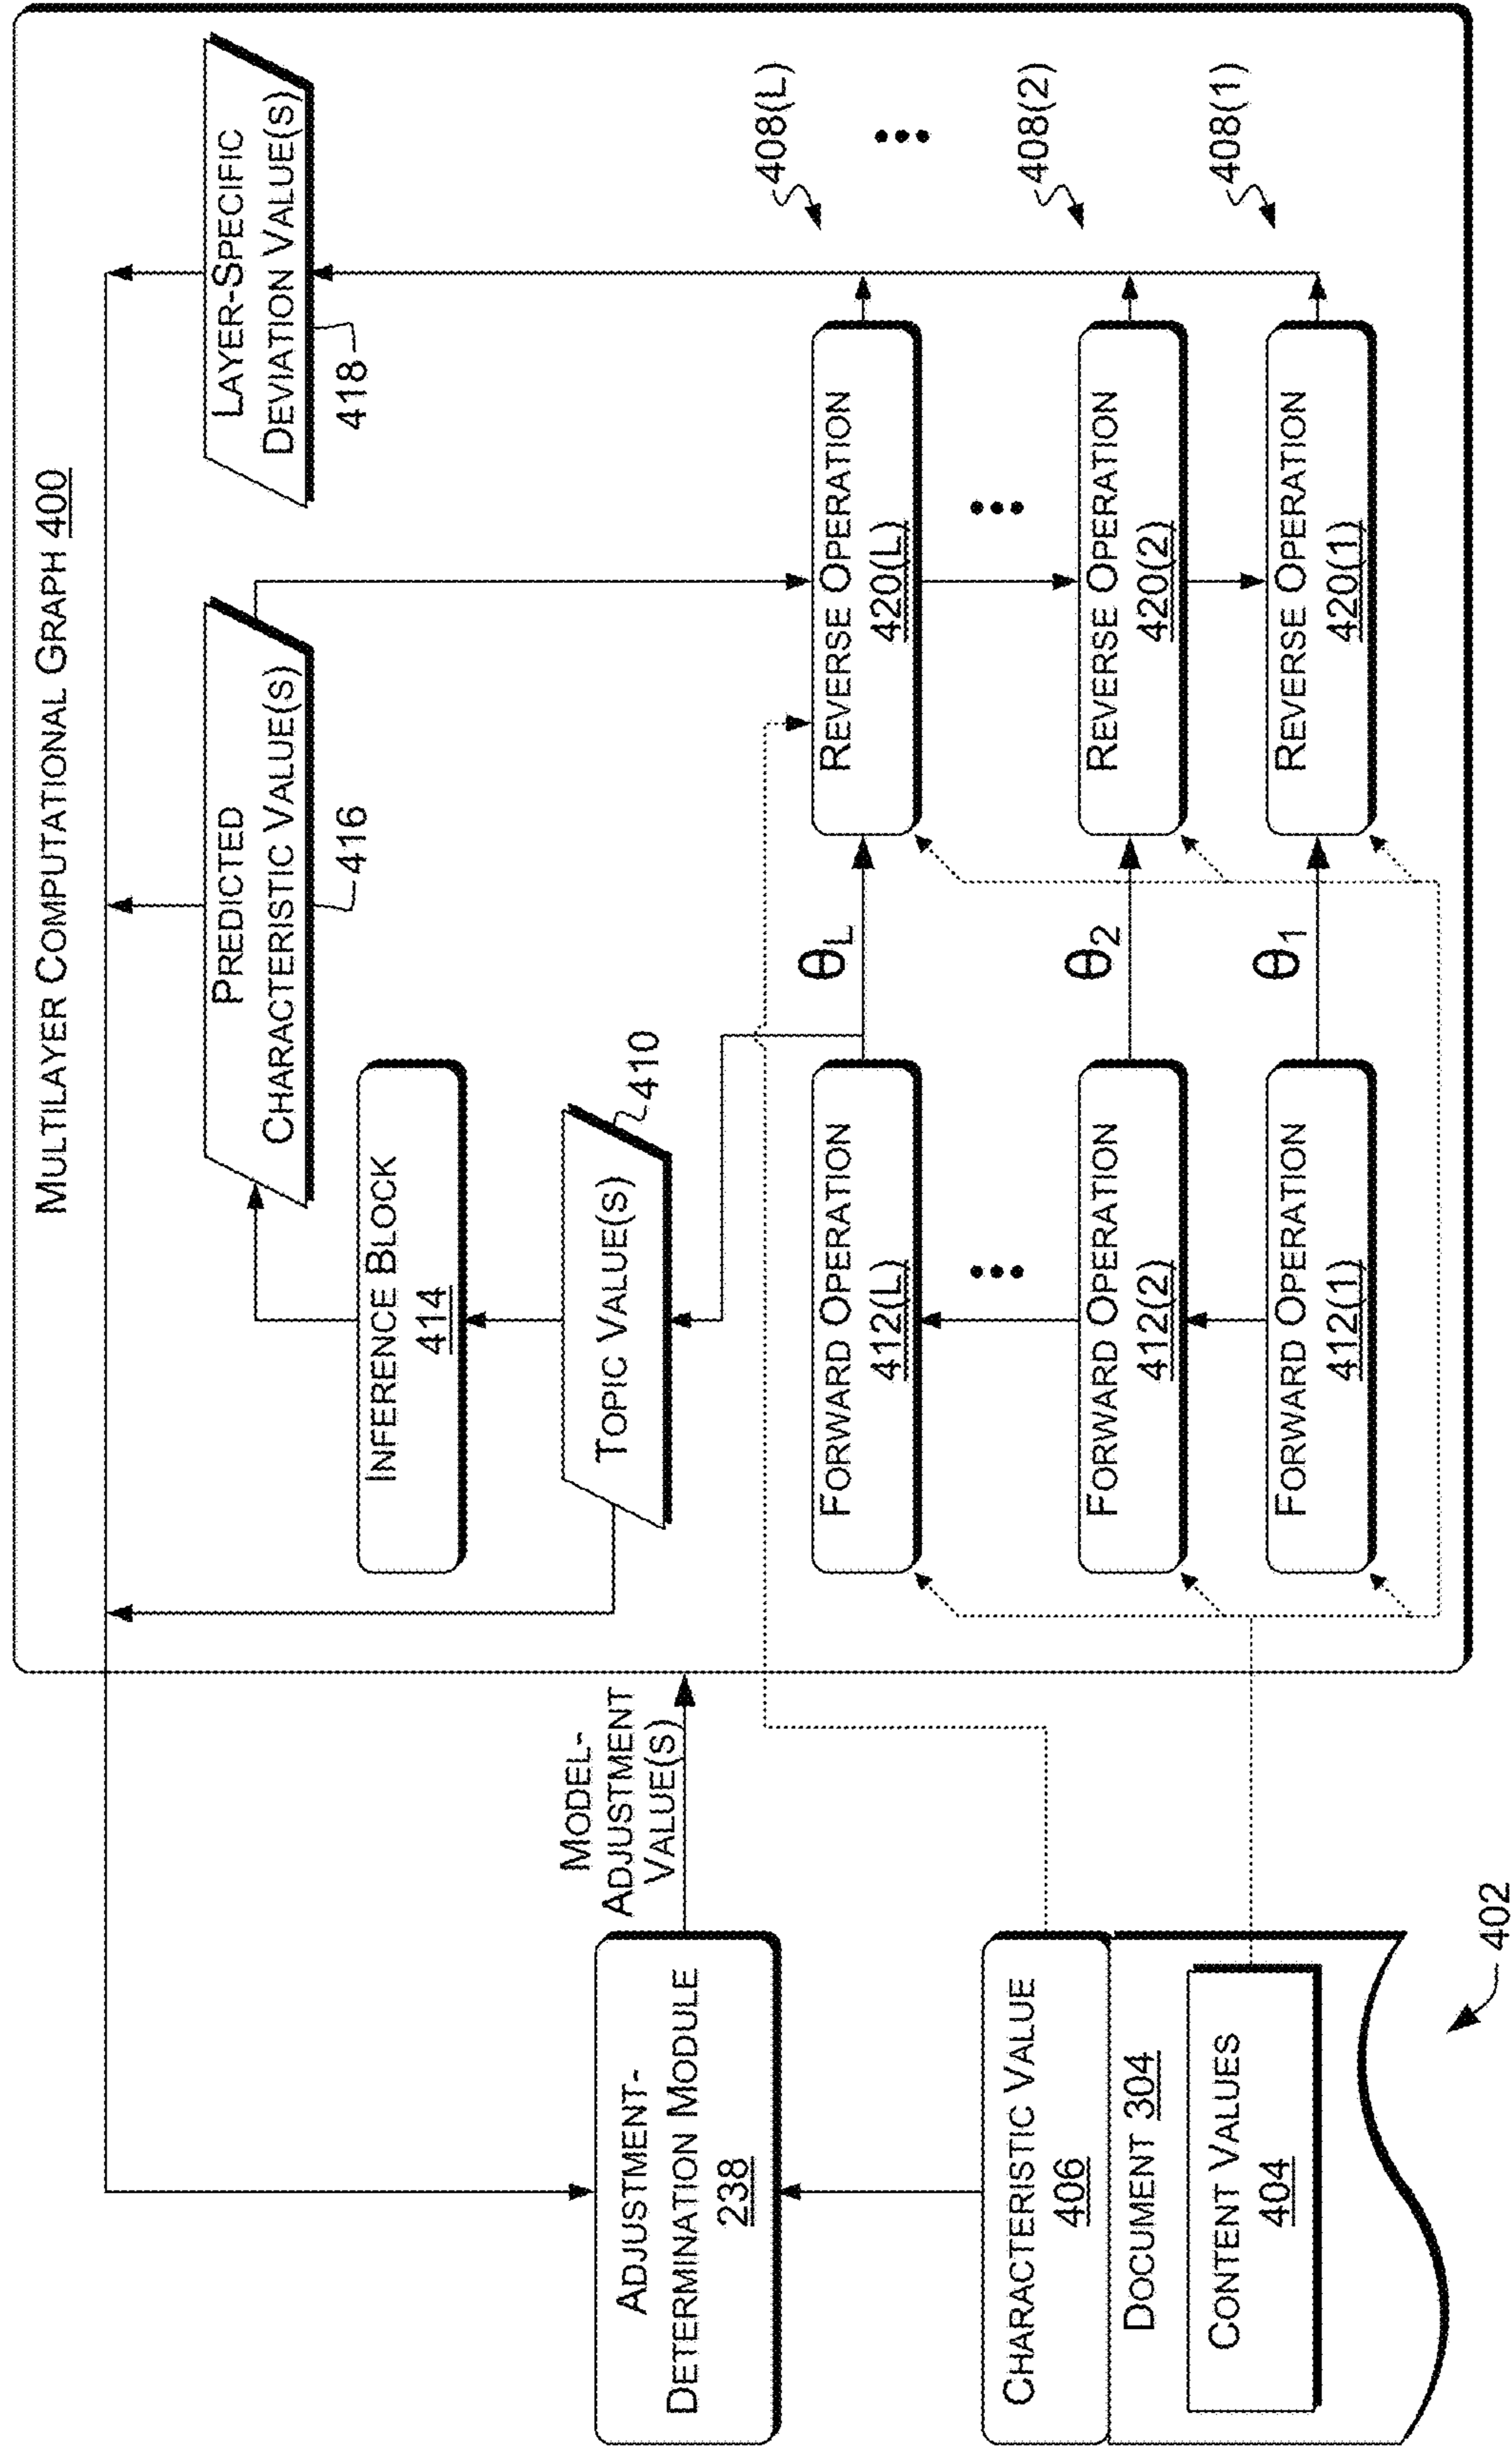 MULTILAYER COMPUTATIONAL GRAPH 400
PREDICTED
CHARACTERISTIC VALUE(S)
416
LAYER-SPECIFIC
DEVIATION VALUE(S)
418
INFERENCE BLOCK
414
TOPIC VALUE(S)
410
MODEL-
ADJUSTMENT
VALUE(S)
ADJUSTMENT-
DETERMINATION MODULE
238
FORWARD OPERATION
412(L)
θL
REVERSE OPERATION
420(L)
408(L)
•••
•••
•••
CHARACTERISTIC VALUE
406
FORWARD OPERATION
412(2)
θ2
REVERSE OPERATION
420(2)
408(2)
DOCUMENT 304
CONTENT VALUES
404
FORWARD OPERATION
412(1)
θ1
REVERSE OPERATION
420(1)
408(1)
402